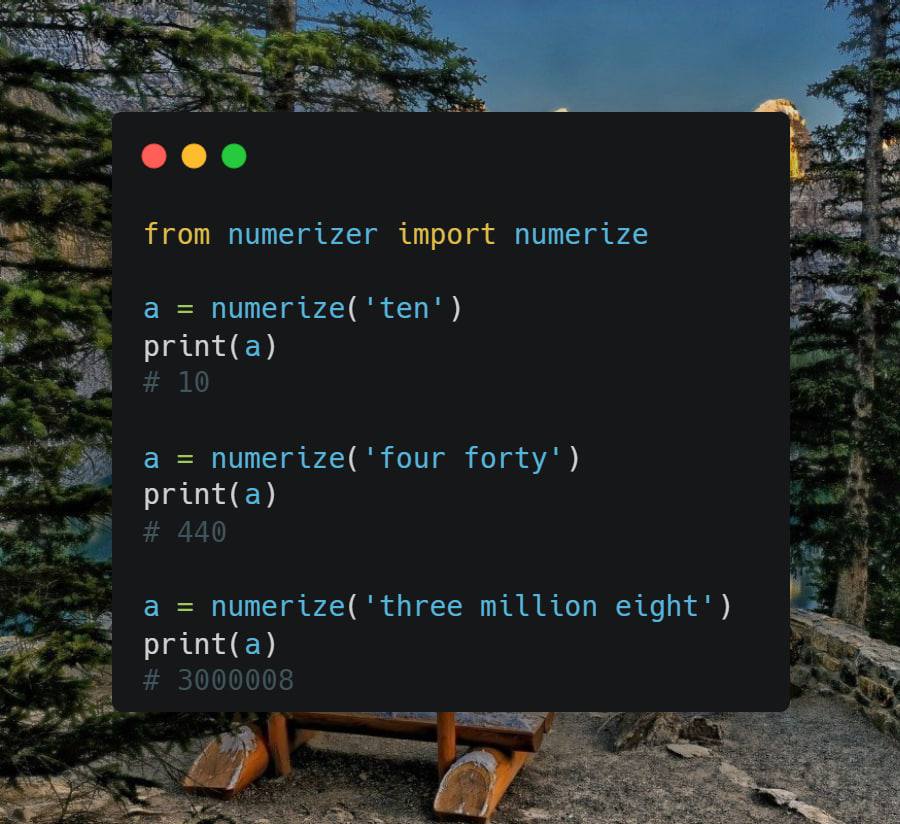 from numerizer import numerize
a = numerize('ten')
print(a)
# 10
a = numerize('four forty')
print(a)
# 440
a = numerize('three million eight')
print(a)
# 3000008